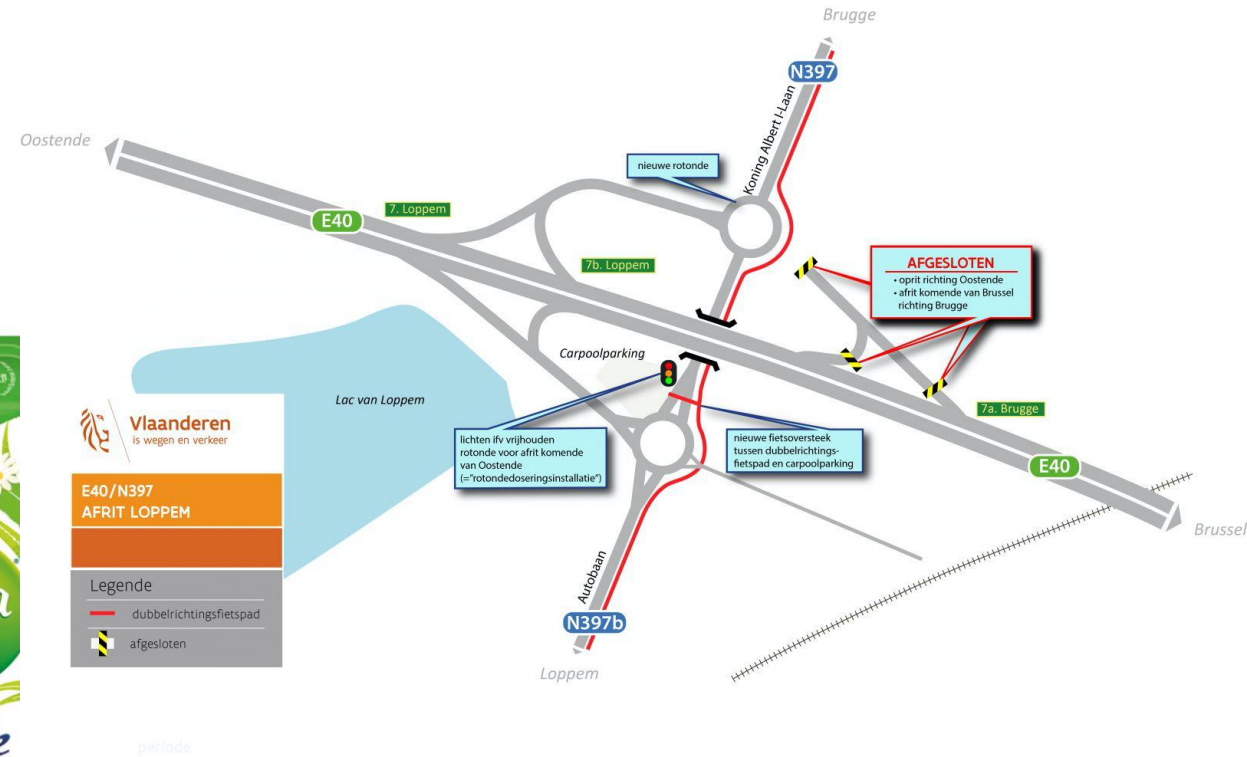 Brugge
N397
Koning Albert I-Laan
Oostende
nieuwe rotonde
E40
7. Loppem
7b. Loppem
AFGESLOTEN
• oprit richting Oostende
• afrit komende van Brussel
richting Brugge
Carpoolparking
Lac van Loppem
7a. Brugge
Vlaanderen
is wegen en verkeer
lichten ifv vrijhouden
rotonde voor afrit komende
van Oostende
(="rotondedoseringsinstallatie")
nieuwe fietsoversteek
tussen dubbelrichtings-
fietspad en carpoolparking
E40
E40/N397
AFRIT LOPPEM
Brussel
Legende
dubbelrichtingsfietspad
afgesloten
Autobaan
N397b
Loppem
periode